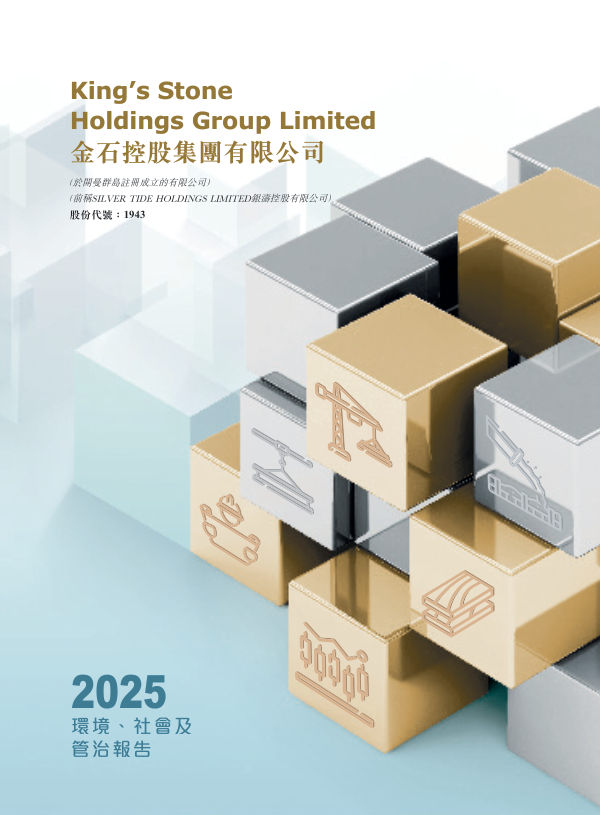 King's Stone
Holdings Group Limited
金石控股集團有限公司
(於開曼群島註冊成立的有限公司)
(前稱SILVER TIDE HOLDINGS LIMITED銀濤控股有限公司)
股份代號：1943
2025
環境、社會及
管治報告